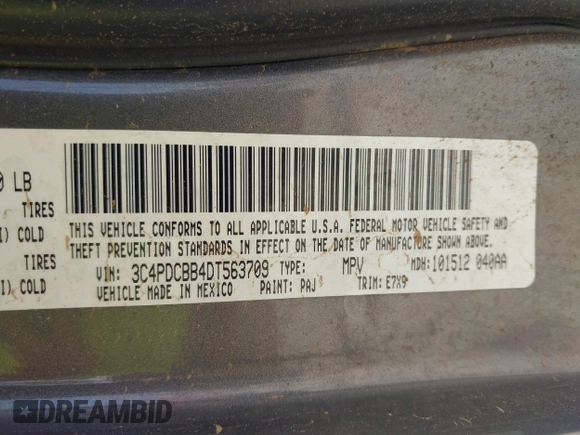 0 LB
TIRES
I) COLD
TIRES
I) COLD
THIS VEHICLE CONFORMS TO ALL APPLICABLE U.S.A. FEDERAL MOTOR VEHICLE SAFETY AND
THEFT PREVENTION STANDARDS IN EFFECT ON THE DATE OF MANUFACTURE SHOWN ABOVE.
VIN: 3C4PDCBB4DT563709 TYPE: MPV MDH: 101512 040AA
VEHICLE MADE IN MEXICO PAINT: PAJ TRIM: E7X9
DREAMBID